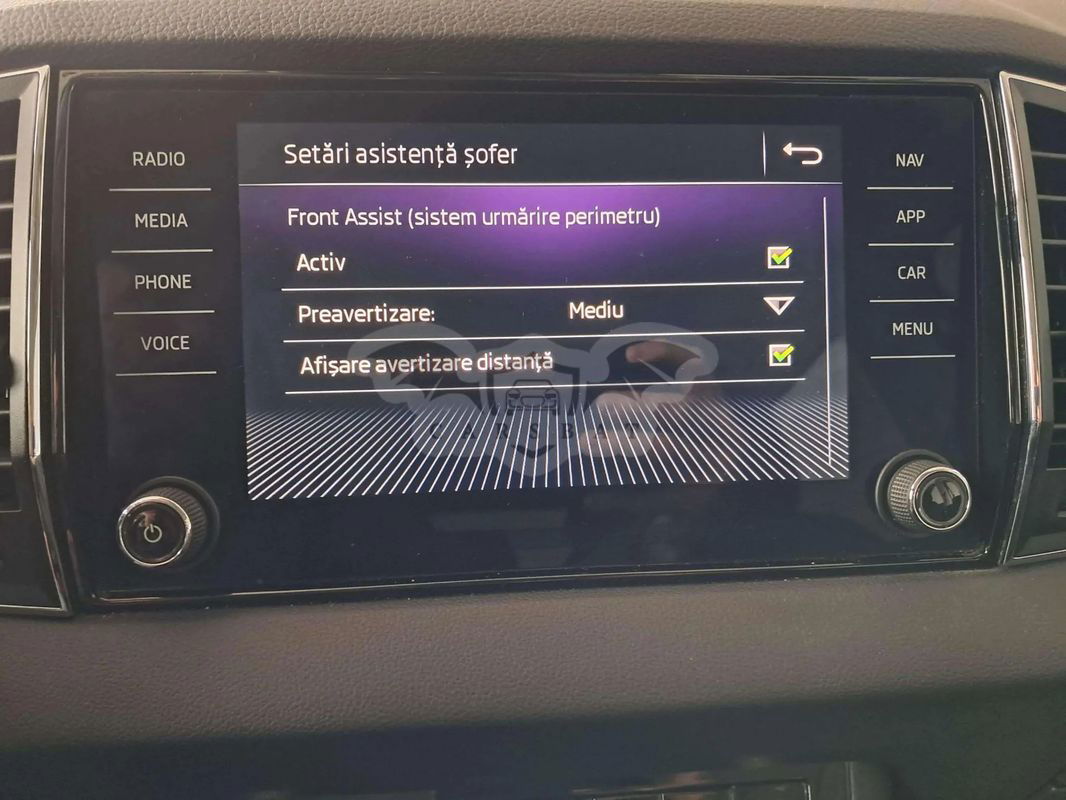 RADIO
MEDIA
PHONE
VOICE
Setări asistență șofer
Front Assist (sistem urmărire perimetru)
Activ
Preavertizare: Mediu
Afișare avertizare distanță
NAV
APP
CAR
MENU